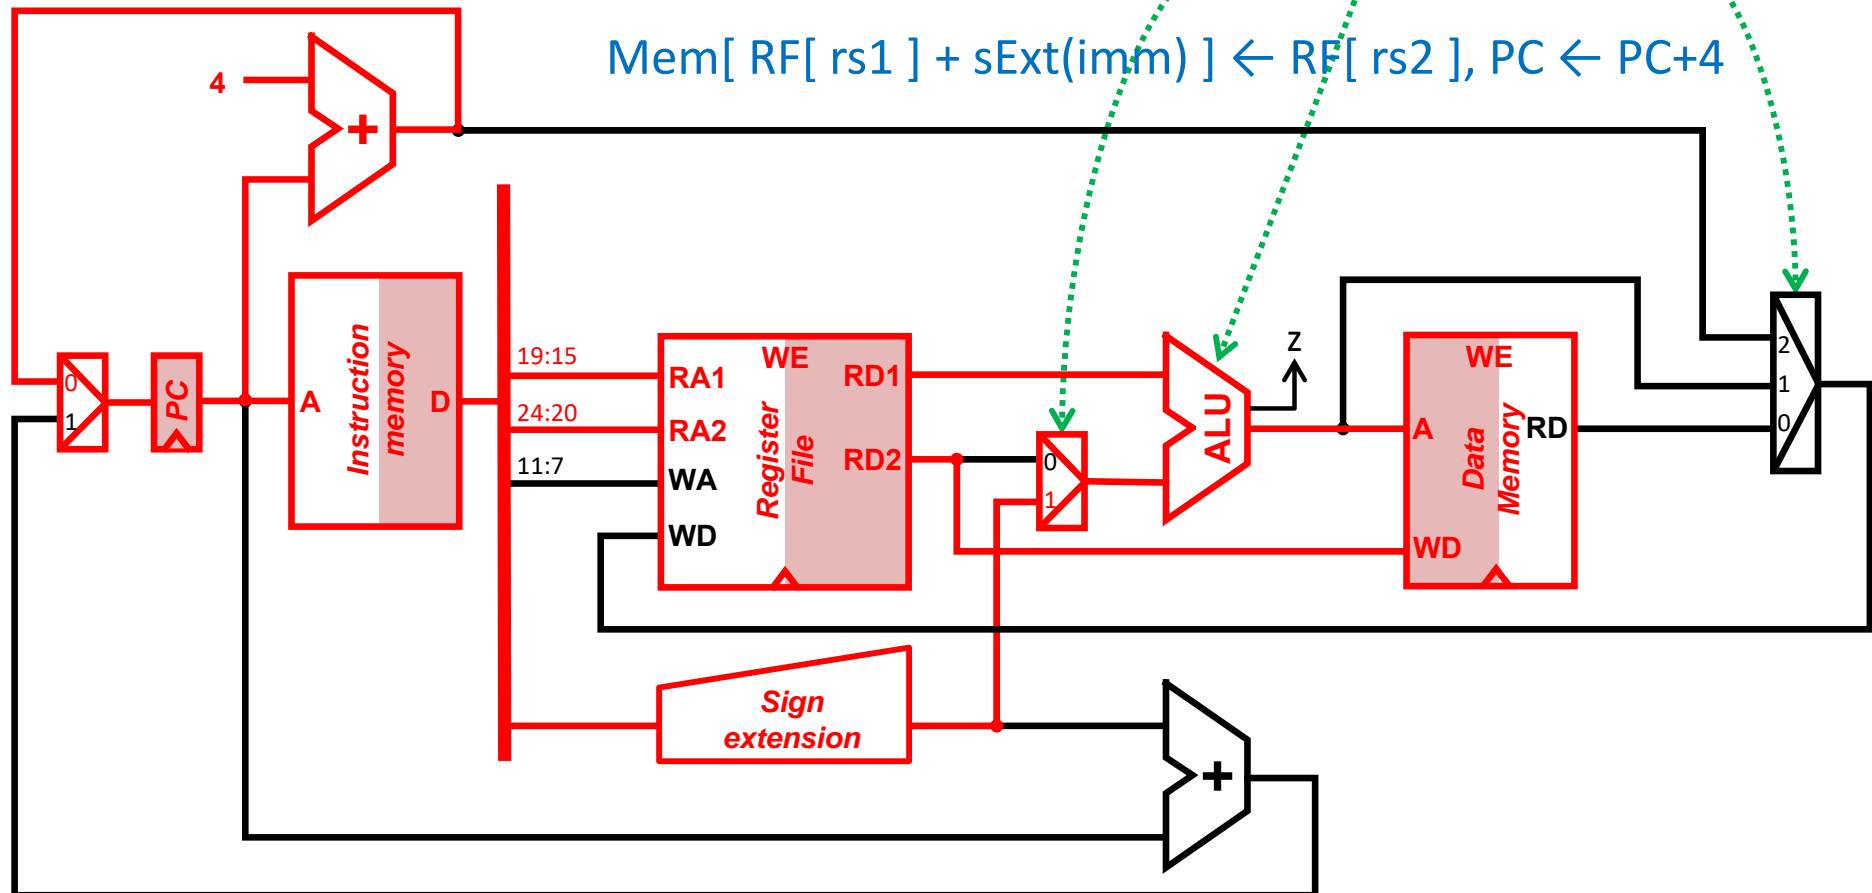 Mem[ RF[ rs1 ] + sExt(imm) ] ← RF[ rs2 ], PC ← PC+4
4
+
0
1
PC
A
Instruction
memory
D
19:15
24:20
11:7
RA1
RA2
WA
WD
WE
Register
File
RD1
RD2
0
1
ALU
Z
A
WD
WE
Data
Memory
RD
2
1
0
Sign
extension
+